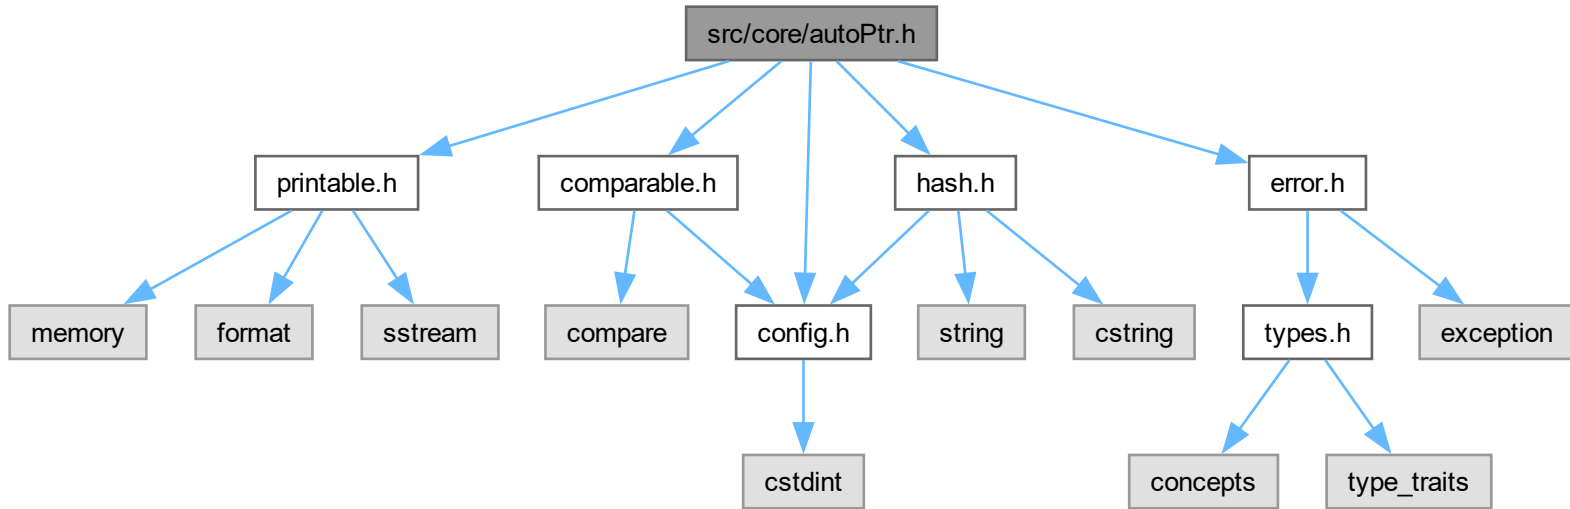 src/core/autoPtr.h
printable.h
comparable.h
hash.h
error.h
memory
format
sstream
compare
config.h
string
cstring
types.h
exception
cstdint
concepts
type_traits